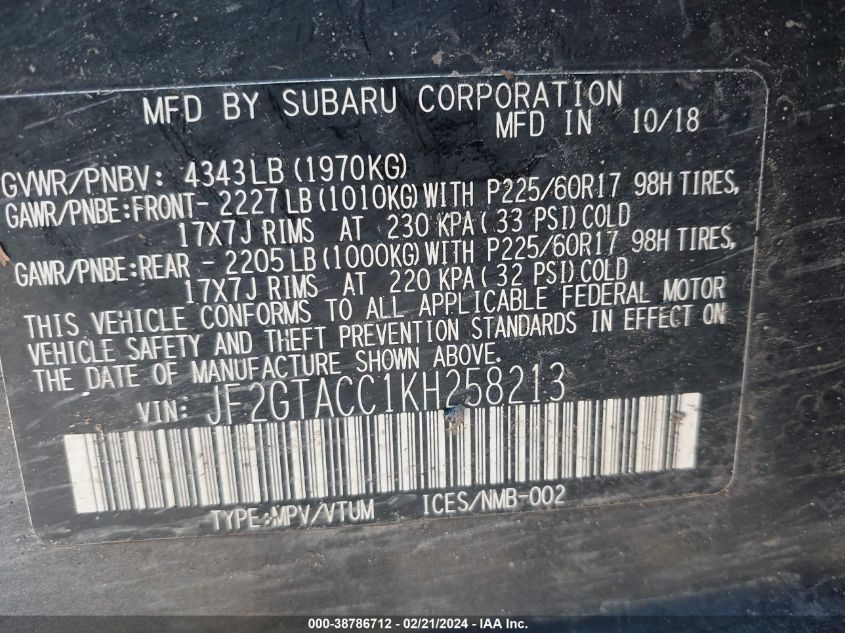 MFD BY SUBARU CORPORATION
MFD IN 10/18
GVWR/PNBV: 4343LB (1970KG)
GAWR/PNBE:FRONT- 2227LB (1010KG) WITH P225/60R17 98H TIRES,
17X7J RIMS AT 230 KPA (33 PSI) COLD
GAWR/PNBE:REAR - 2205LB (1000KG) WITH P225/60R17 98H TIRES,
17X7J RIMS AT 220 KPA (32 PSI) COLD
THIS VEHICLE CONFORMS TO ALL APPLICABLE FEDERAL MOTOR
VEHICLE SAFETY AND THEFT PREVENTION STANDARDS IN EFFECT ON
THE DATE OF MANUFACTURE SHOWN ABOVE.
VIN: JF2GTACC1KH258213
TYPE:MPV/VTUM ICES/NMB-002
000-38786712 - 02/21/2024 - IAA Inc.